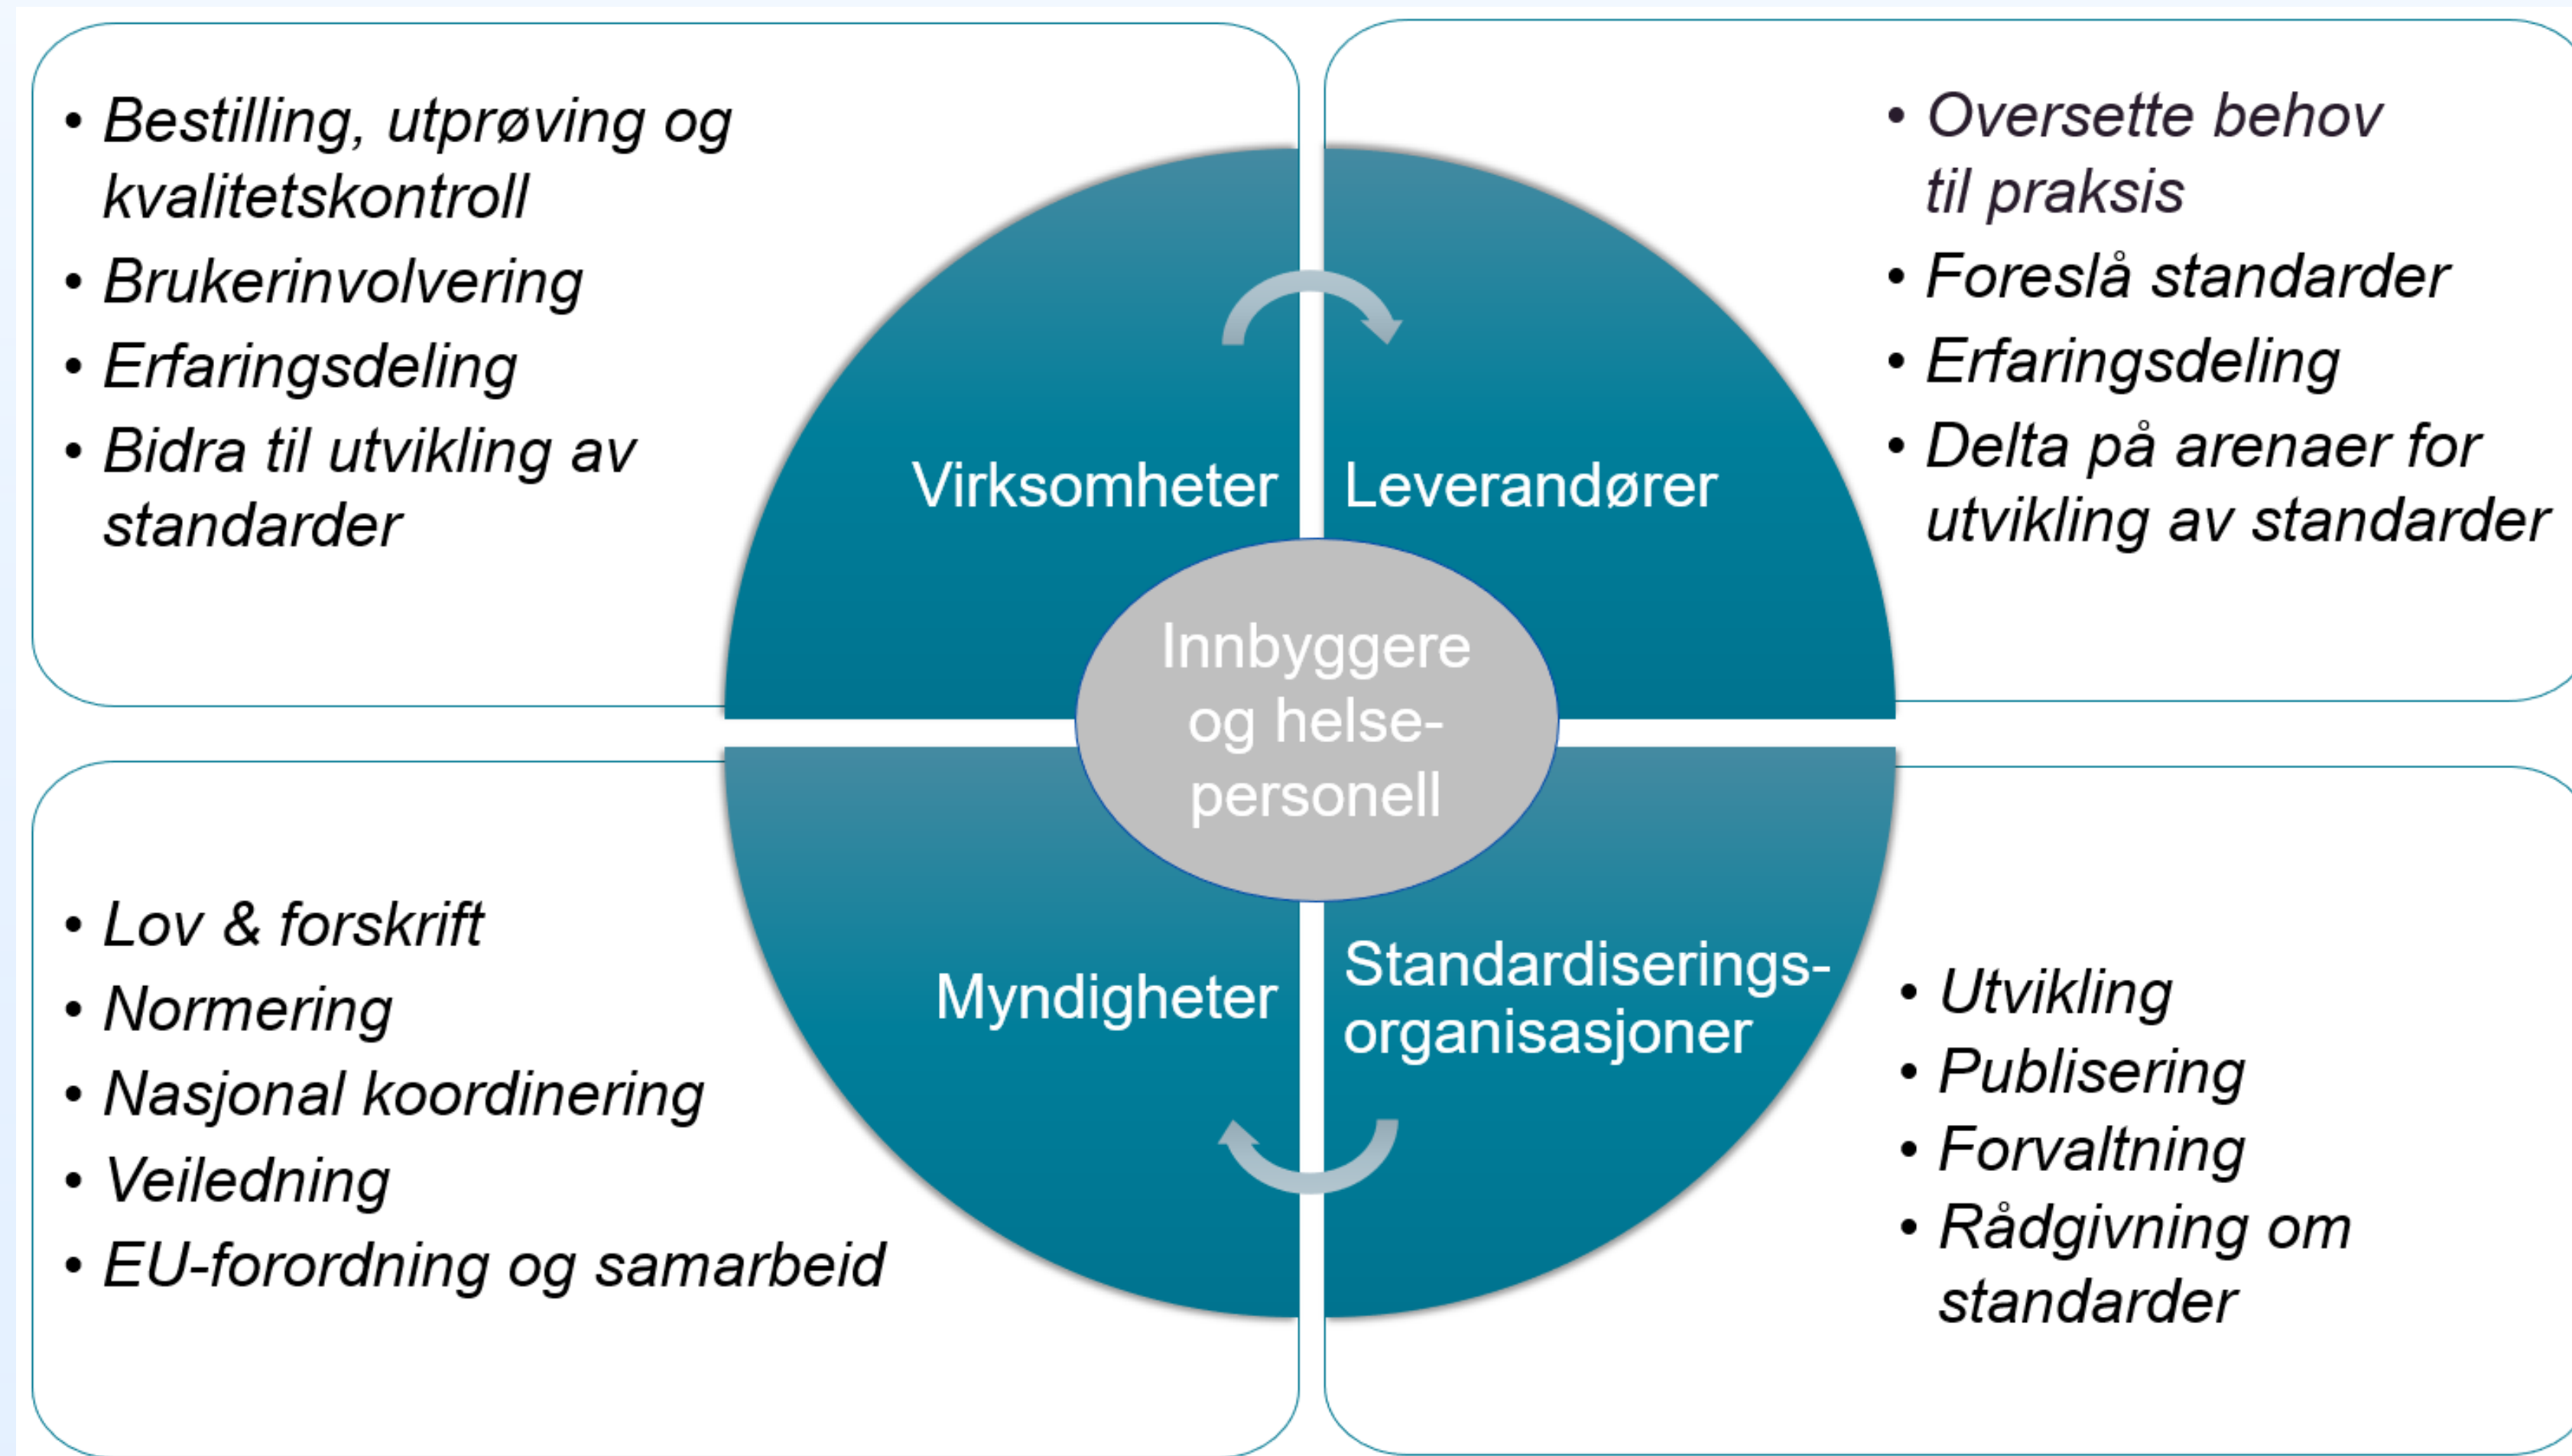 • Bestilling, utprøving og
kvalitetskontroll
• Brukerinvolvering
• Erfaringsdeling
• Bidra til utvikling av
standarder
• Oversette behov
til praksis
• Foreslå standarder
• Erfaringsdeling
• Delta på arenaer for
utvikling av standarder
Virksomheter
Leverandører
Innbyggere
og helse-
personell
Myndigheter
Standardiserings-
organisasjoner
• Lov & forskrift
• Normering
• Nasjonal koordinering
• Veiledning
• EU-forordning og samarbeid
• Utvikling
• Publisering
• Forvaltning
• Rådgivning om
standarder